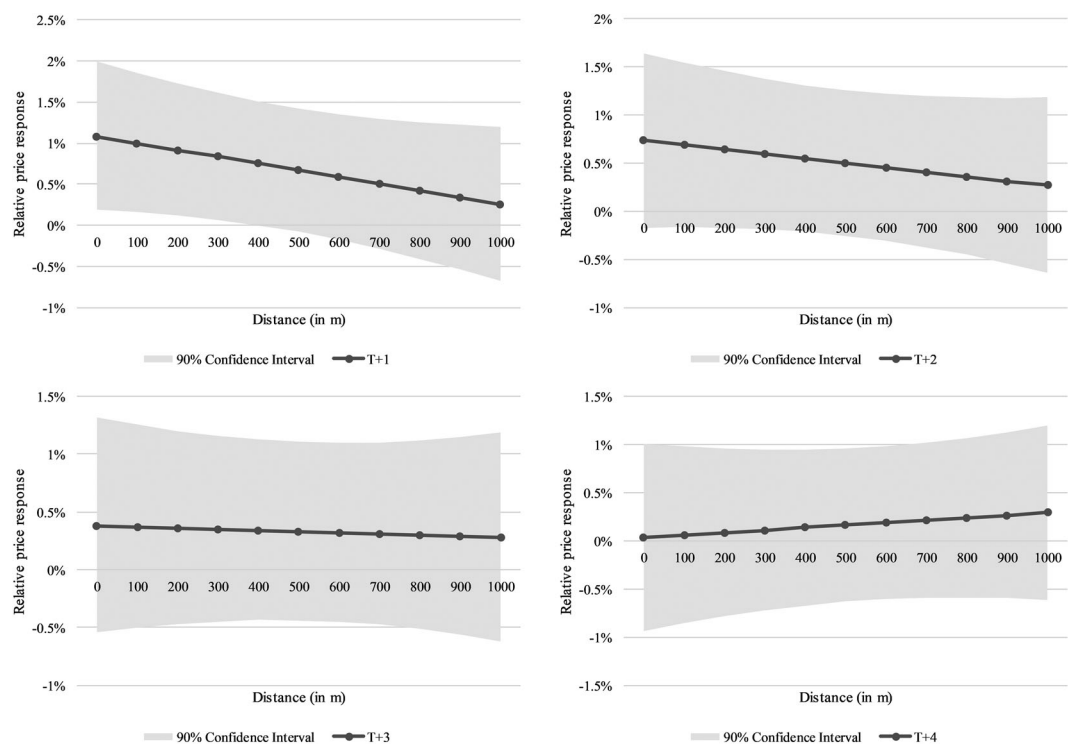 2.5%
2%
1.5%
1%
0.5%
0%
-0.5%
-1%
Relative price response
0 100 200 300 400 500 600 700 800 900 1000
Distance (in m)
90% Confidence Interval T+1
2%
1.5%
1%
0.5%
0%
-0.5%
-1%
Relative price response
0 100 200 300 400 500 600 700 800 900 1000
Distance (in m)
90% Confidence Interval T+2
1.5%
1%
0.5%
0%
-0.5%
-1%
Relative price response
0 100 200 300 400 500 600 700 800 900 1000
Distance (in m)
90% Confidence Interval T+3
1.5%
1%
0.5%
0%
-0.5%
-1%
-1.5%
Relative price response
0 100 200 300 400 500 600 700 800 900 1000
Distance (in m)
90% Confidence Interval T+4